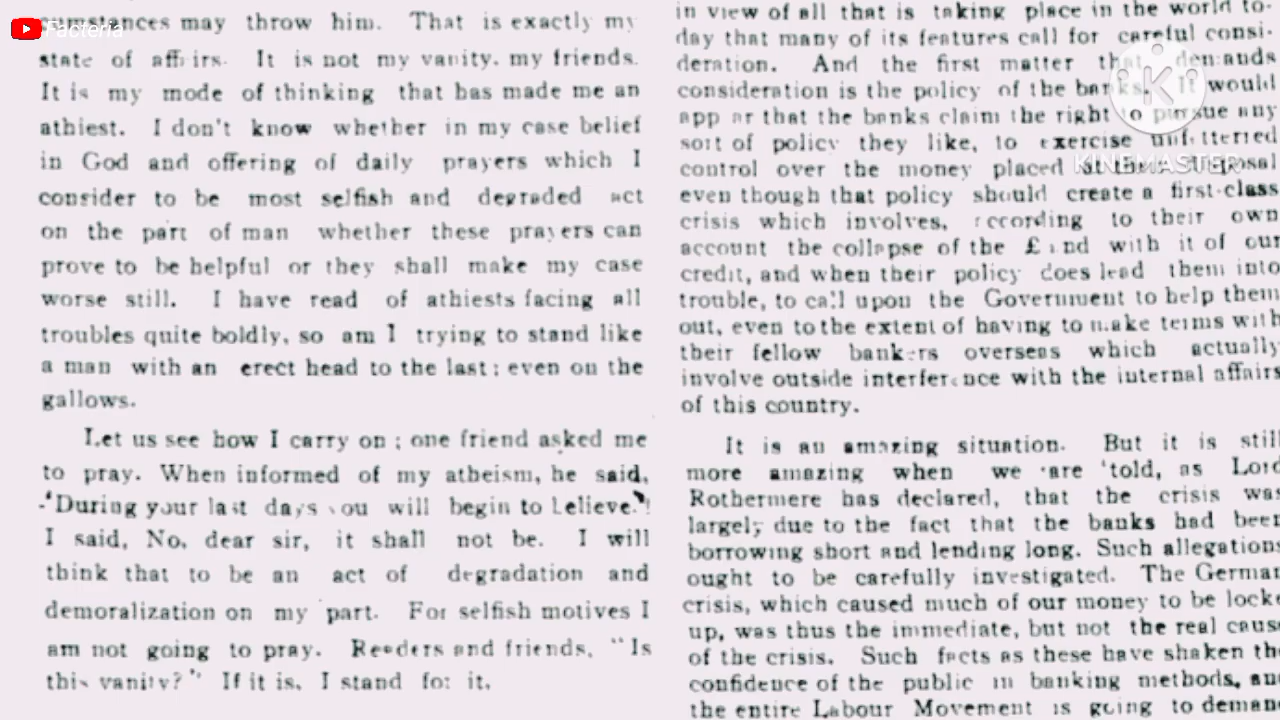 Facteria
cumstances may throw him. That is exactly my
state of affairs. It is not my vanity, my friends.
It is my mode of thinking that has made me an
athiest. I don't know whether in my case belief
in God and offering of daily prayers which I
consider to be most selfish and degraded act
on the part of man whether these prayers can
prove to be helpful or they shall make my case
worse still. I have read of athiests facing all
troubles quite boldly, so am I trying to stand like
a man with an erect head to the last; even on the
gallows.
Let us see how I carry on; one friend asked me
to pray. When informed of my atheism, he said,
"During your last days you will begin to believe."
I said, No, dear sir, it shall not be. I will
think that to be an act of degradation and
demoralization on my part. For selfish motives I
am not going to pray. Readers and friends, "Is
this vanity?" If it is, I stand for it.
in view of all that is taking place in the world to-
day that many of its features call for careful consi-
deration. And the first matter that demands
consideration is the policy of the banks. It would
appear that the banks claim the right to pursue any
sort of policy they like, to exercise unfettered
control over the money placed at their disposal
even though that policy should create a first-class
crisis which involves, according to their own
account the collapse of the £ and with it of our
credit, and when their policy does lead them into
trouble, to call upon the Government to help them
out, even to the extent of having to make terms with
their fellow bankers overseas which actually
involve outside interference with the internal affairs
of this country.
It is an amazing situation. But it is still
more amazing when we are told, as Lord
Rothermere has declared, that the crisis was
largely due to the fact that the banks had been
borrowing short and lending long. Such allegations
ought to be carefully investigated. The German
crisis, which caused much of our money to be locke
up, was thus the immediate, but not the real cause
of the crisis. Such facts as these have shaken the
confidence of the public in banking methods, and
the entire Labour Movement is going to demand
KINEMASTER